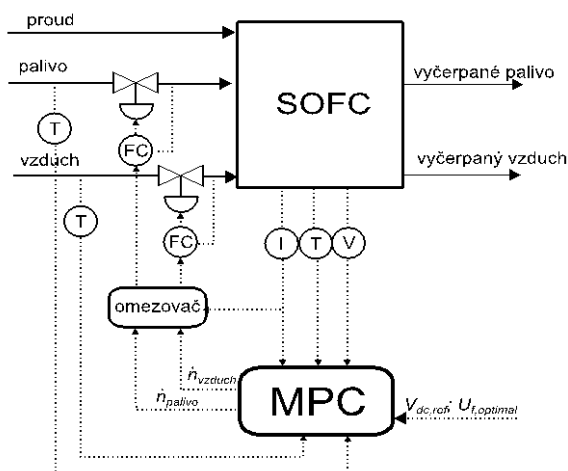 proud
palivo
SOFC
vyčerpané palivo
T
FC
vzduch
vyčerpaný vzduch
T
FC
I
T
V
omezovač
ṅvzduch
ṅpalivo
MPC
Vdc,ref; Uf,optimal